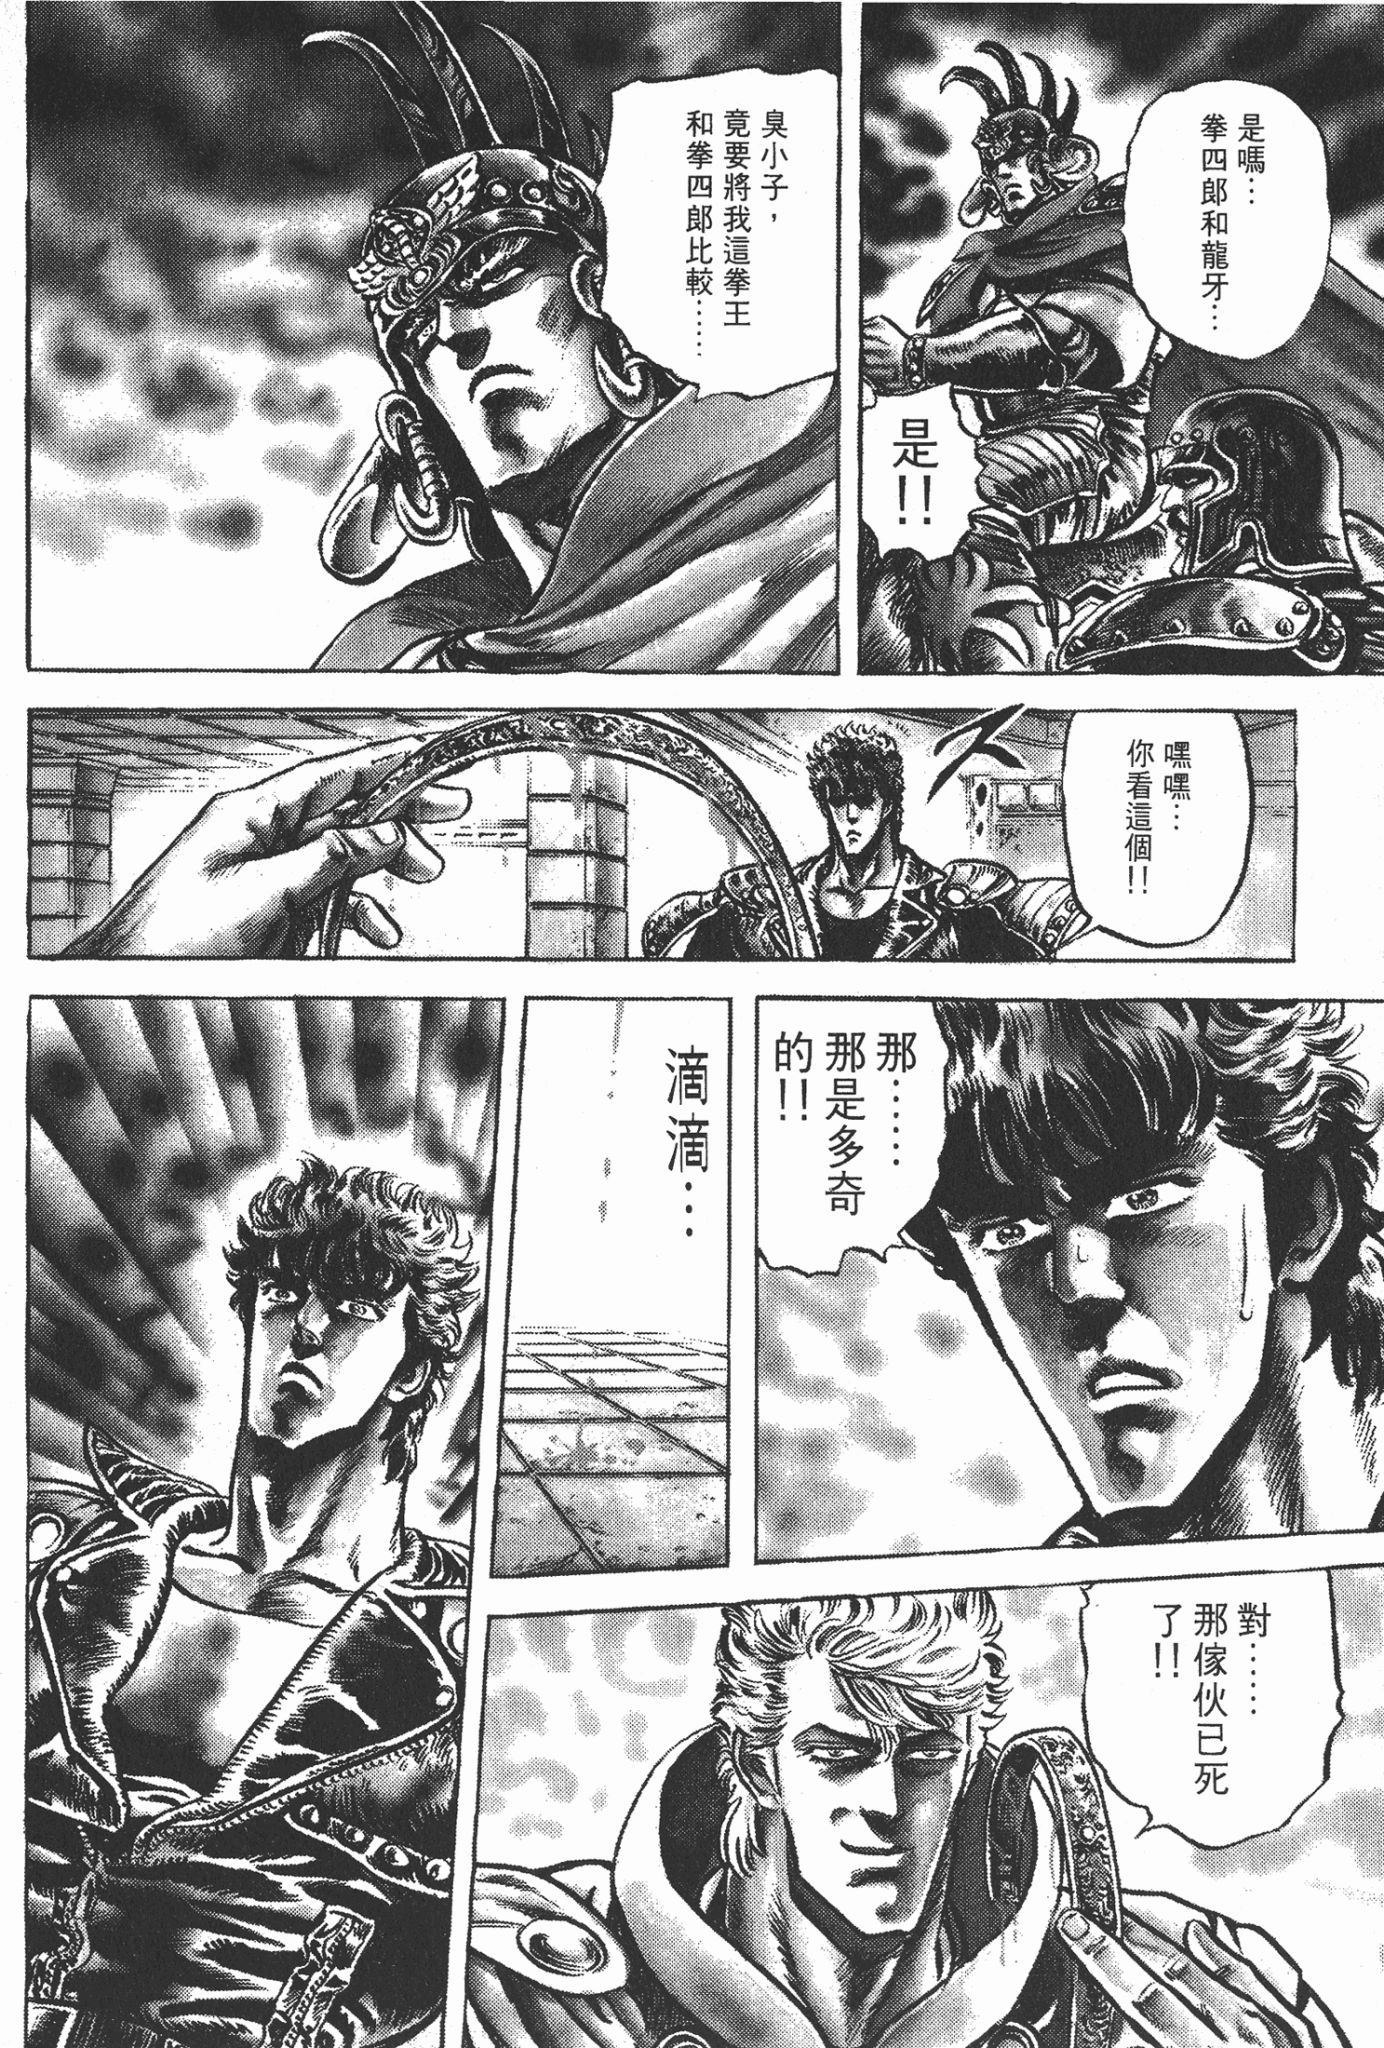 是嗎…
拳四郎和龍牙…
是!!
臭小子，
竟要將我這拳王
和拳四郎比較……
ス
嘿嘿…
你看這個!!
那……
那是多奇
的!!
滴滴…
對……
那傢伙已死
了!!